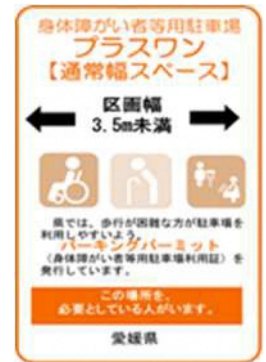 身体障がい者等用駐車場
プラスワン
【通常幅スペース】
区画幅
3.5m未満
県では、歩行が困難な方が駐車場を
利用しやすいよう、
パーキングパーミット
(身体障がい者等用駐車場利用証)を
発行しています。
この場所を、
必要としている人がいます。
愛媛県